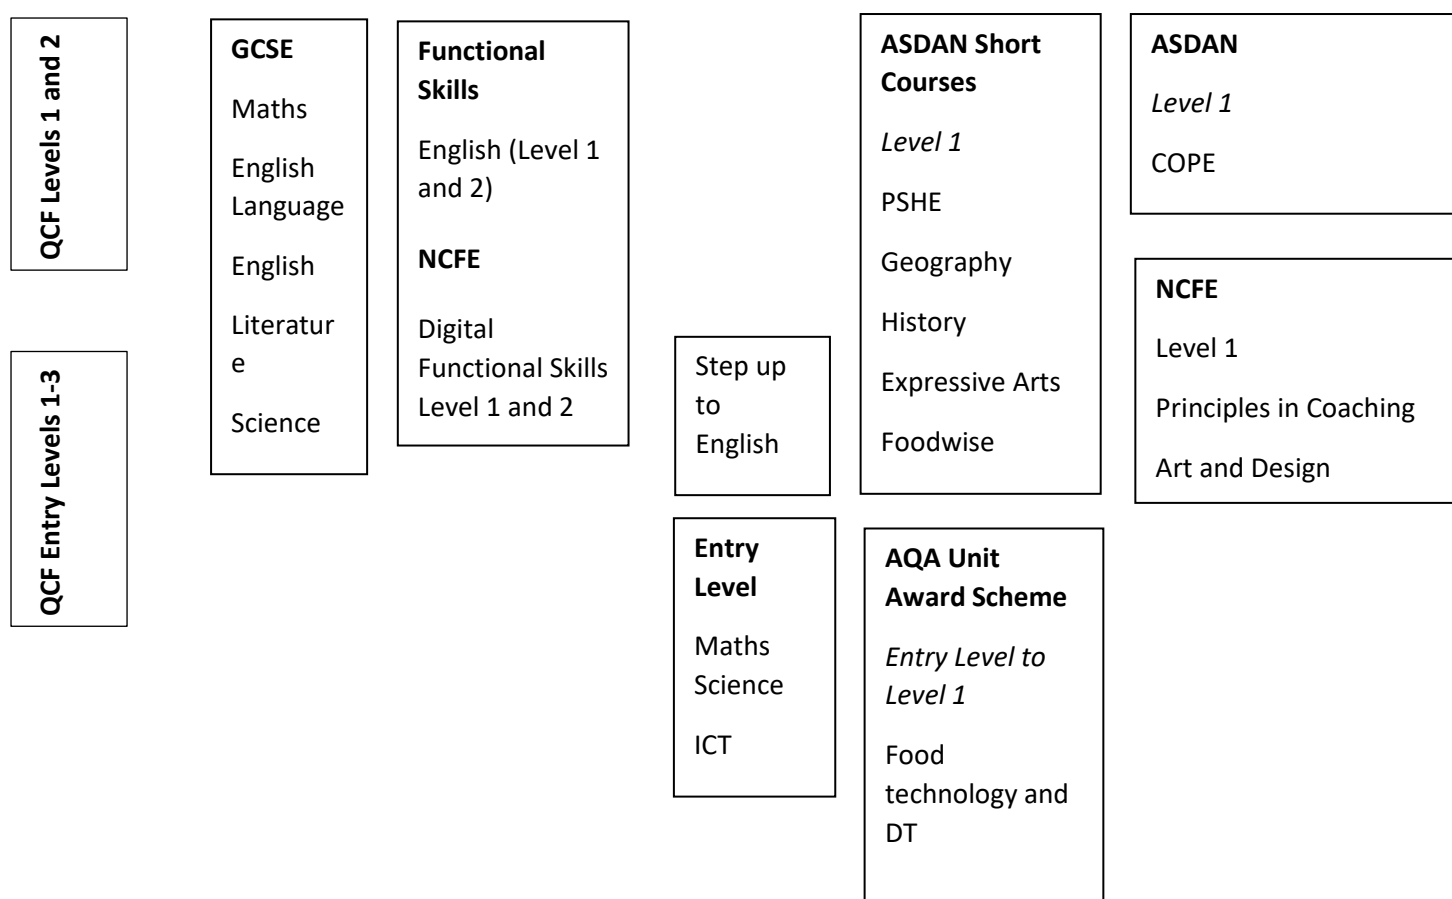 QCF Levels 1 and 2
QCF Entry Levels 1-3
GCSE
Maths
English
Language
English
Literatur
e
Science
Functional
Skills
English (Level 1
and 2)
NCFE
Digital
Functional Skills
Level 1 and 2
Step up
to
English
Entry
Level
Maths
Science
ICT
ASDAN Short
Courses
Level 1
PSHE
Geography
History
Expressive Arts
Foodwise
AQA Unit
Award Scheme
Entry Level to
Level 1
Food
technology and
DT
ASDAN
Level 1
COPE
NCFE
Level 1
Principles in Coaching
Art and Design